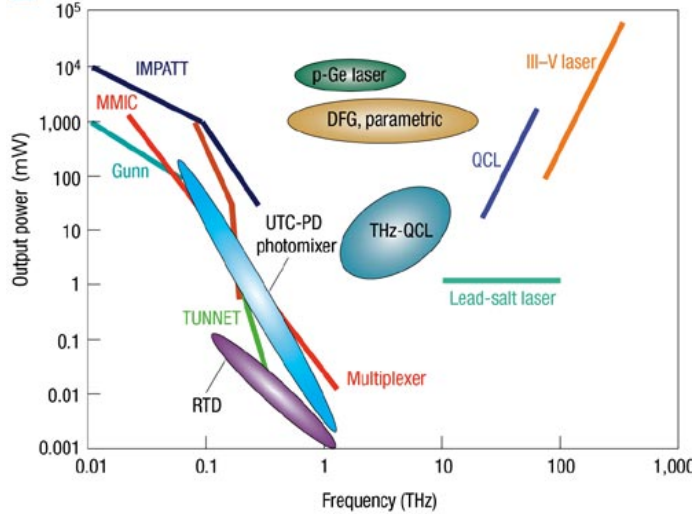 10⁵
10⁴
1,000
100
10
1
0.1
0.01
0.001
Output power (mW)
IMPATT
MMIC
Gunn
p-Ge laser
DFG, parametric
III–V laser
QCL
UTC-PD
photomixer
THz-QCL
Lead-salt laser
TUNNET
RTD
Multiplexer
0.01
0.1
1
10
100
1,000
Frequency (THz)